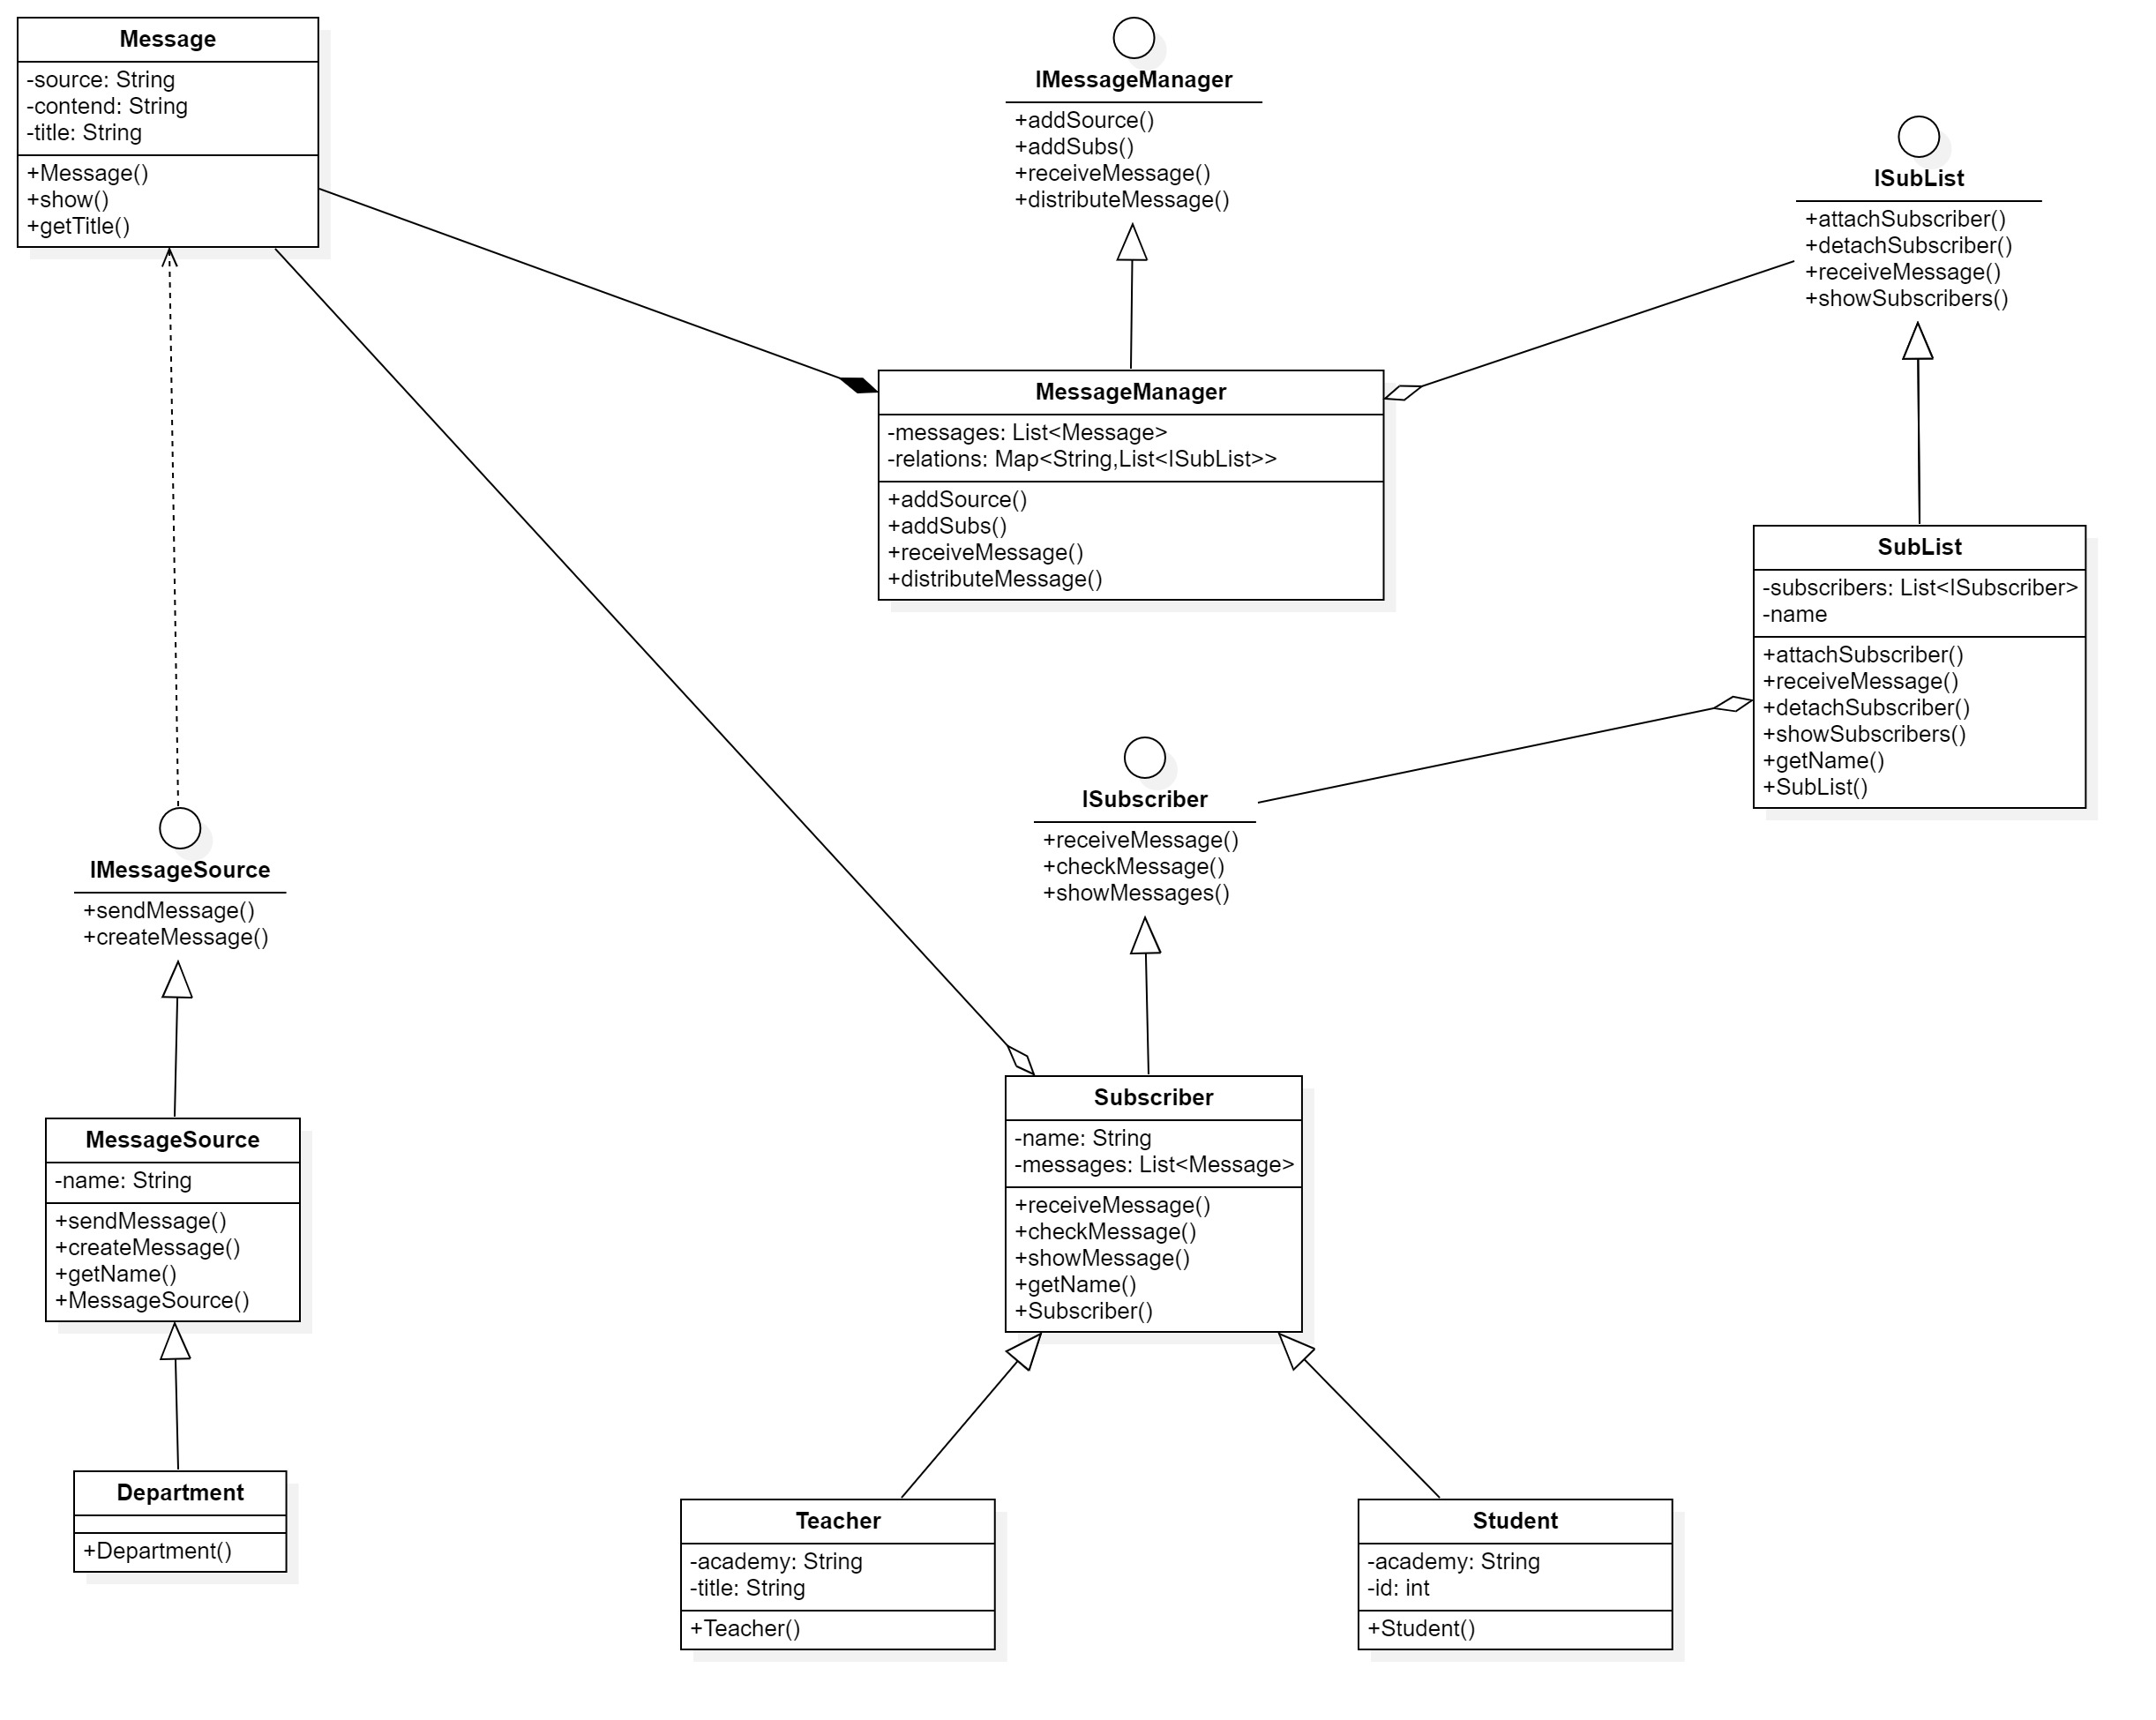 Message
-source: String
-contend: String
-title: String
+Message()
+show()
+getTitle()
IMessageManager
+addSource()
+addSubs()
+receiveMessage()
+distributeMessage()
ISubList
+attachSubscriber()
+detachSubscriber()
+receiveMessage()
+showSubscribers()
MessageManager
-messages: List<Message>
-relations: Map<String,List<ISubList>>
+addSource()
+addSubs()
+receiveMessage()
+distributeMessage()
SubList
-subscribers: List<ISubscriber>
-name
+attachSubscriber()
+receiveMessage()
+detachSubscriber()
+showSubscribers()
+getName()
+SubList()
ISubscriber
+receiveMessage()
+checkMessage()
+showMessages()
IMessageSource
+sendMessage()
+createMessage()
MessageSource
-name: String
+sendMessage()
+createMessage()
+getName()
+MessageSource()
Subscriber
-name: String
-messages: List<Message>
+receiveMessage()
+checkMessage()
+showMessage()
+getName()
+Subscriber()
Department
+Department()
Teacher
-academy: String
-title: String
+Teacher()
Student
-academy: String
-id: int
+Student()